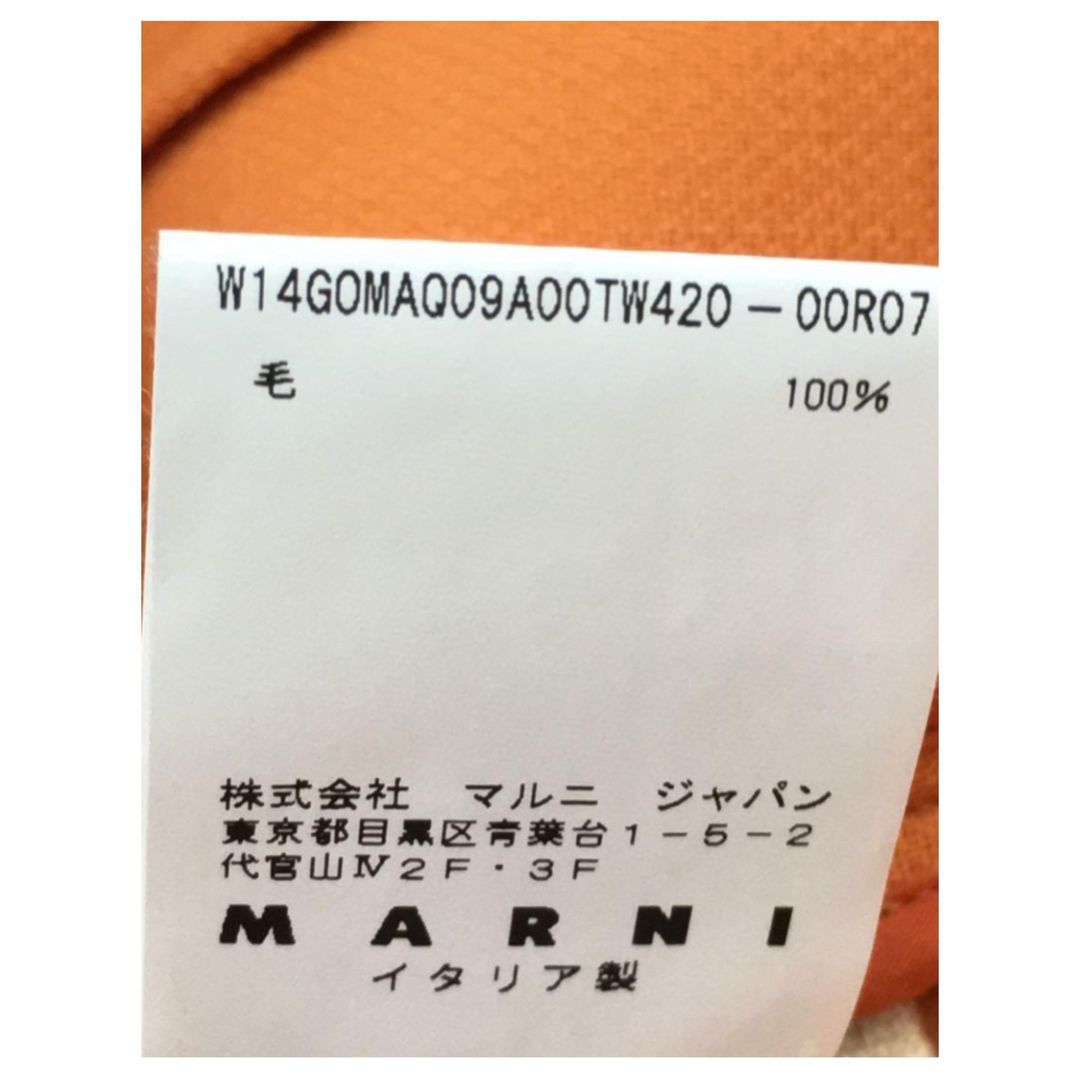 W14G0MAQ09A00TW420-00R07
毛 100%
株式会社 マルニ ジャパン
東京都目黒区青葉台1-5-2
代官山Ⅳ2F・3F
MARNI
イタリア製